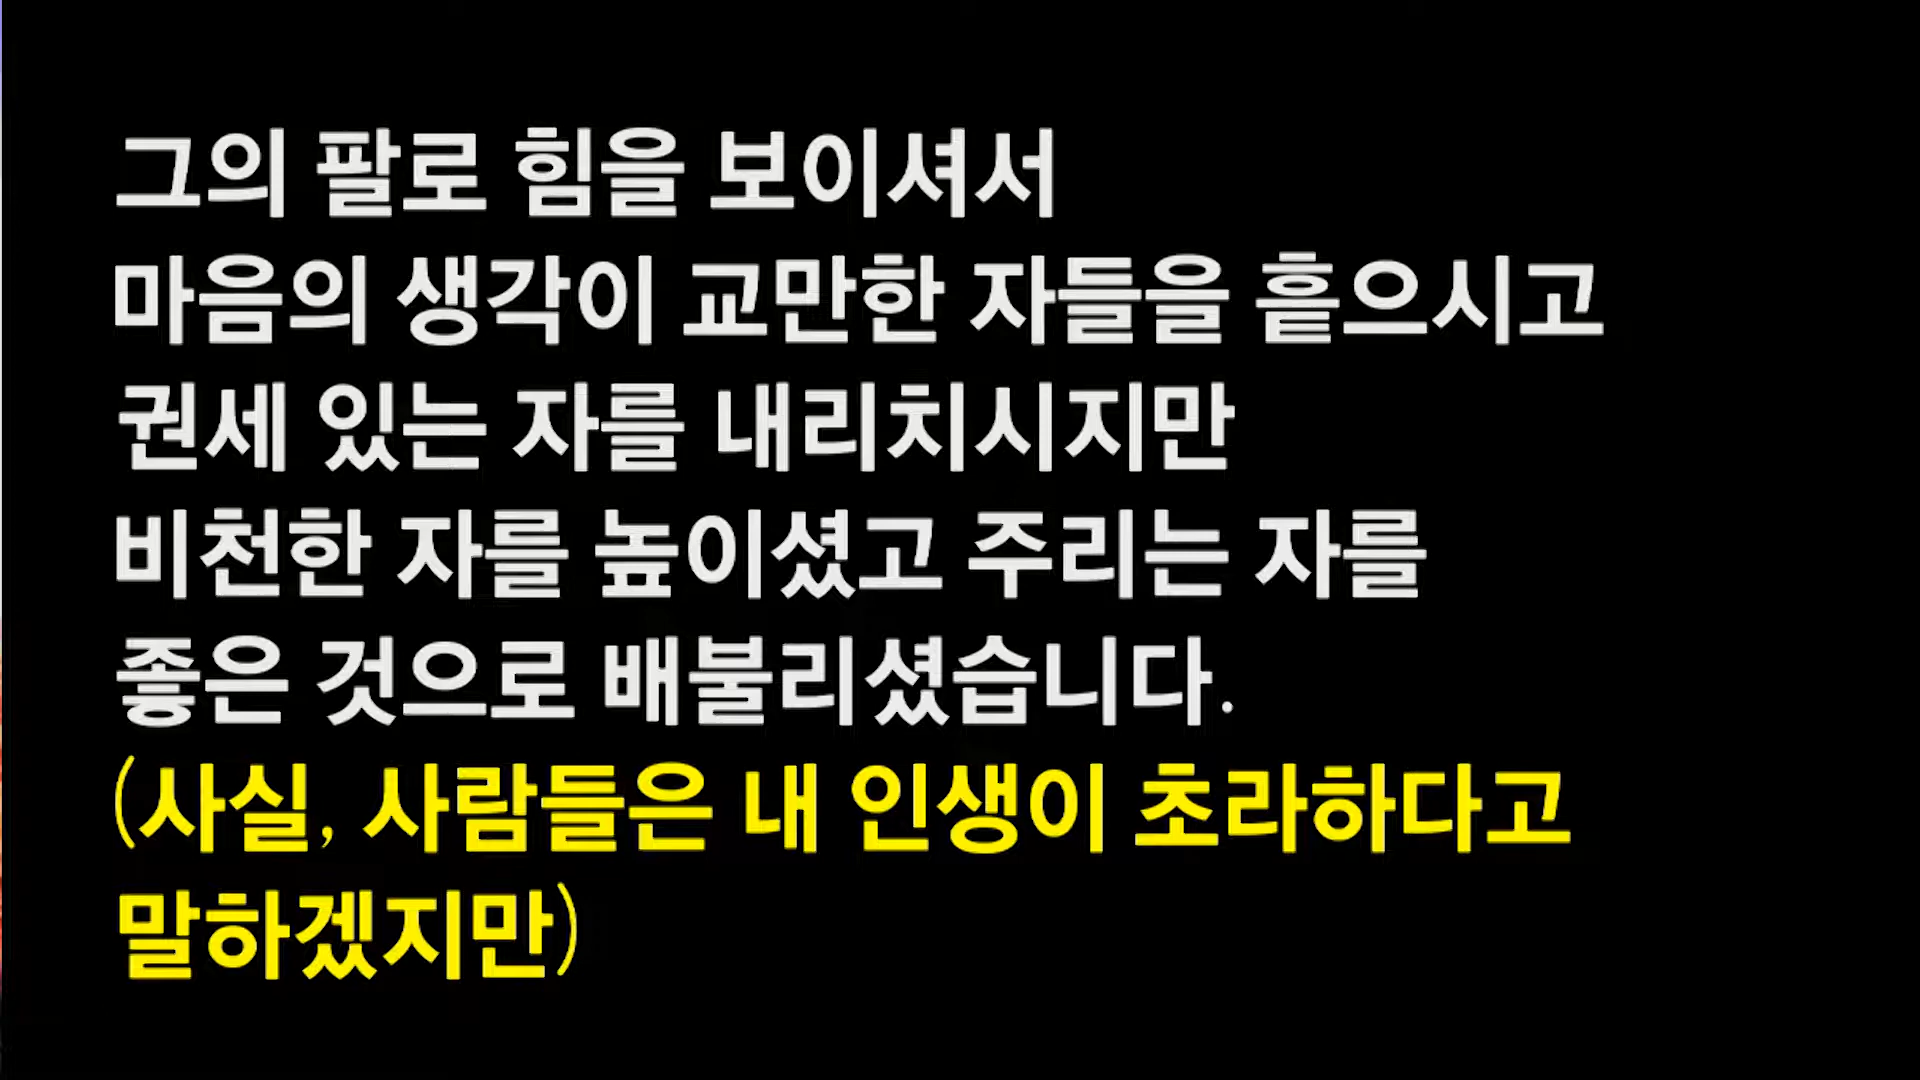 그의 팔로 힘을 보이셔서
마음의 생각이 교만한 자들을 흩으시고
권세 있는 자를 내리치시지만
비천한 자를 높이셨고 주리는 자를
좋은 것으로 배불리셨습니다.
(사실, 사람들은 내 인생이 초라하다고
말하겠지만)